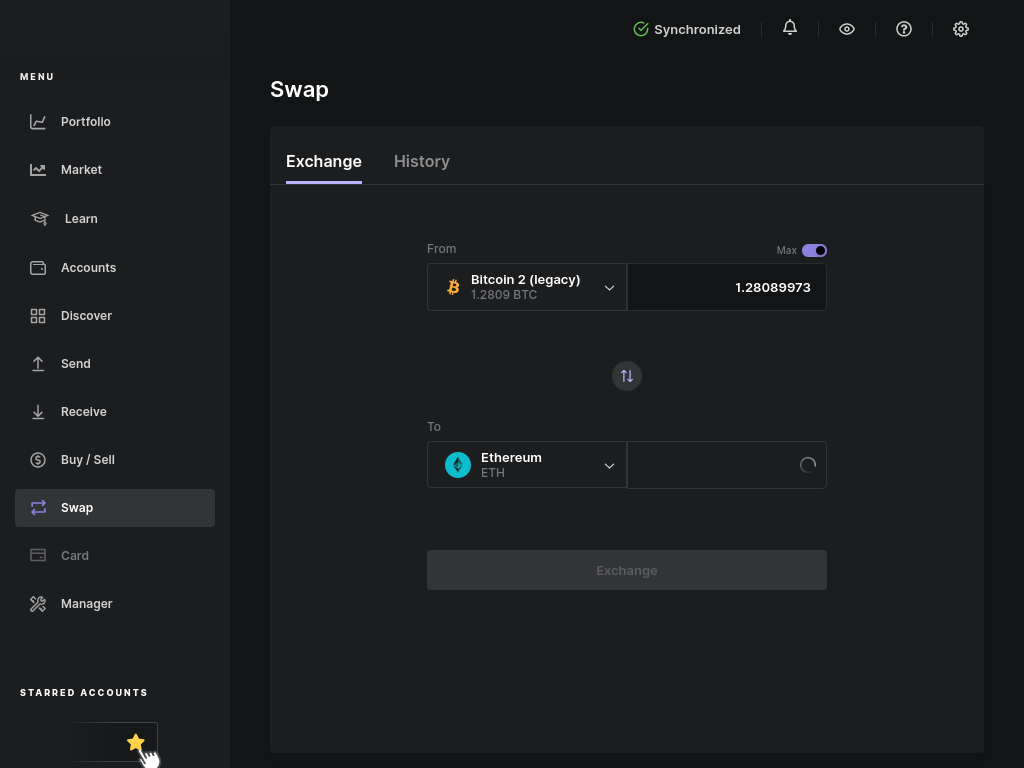 Synchronized
MENU
Portfolio
Market
Learn
Accounts
Discover
Send
Receive
Buy / Sell
Swap
Card
Manager
STARRED ACCOUNTS
Swap
Exchange
History
From
Max
Bitcoin 2 (legacy)
1.2809 BTC
1.28089973
To
Ethereum
ETH
Exchange